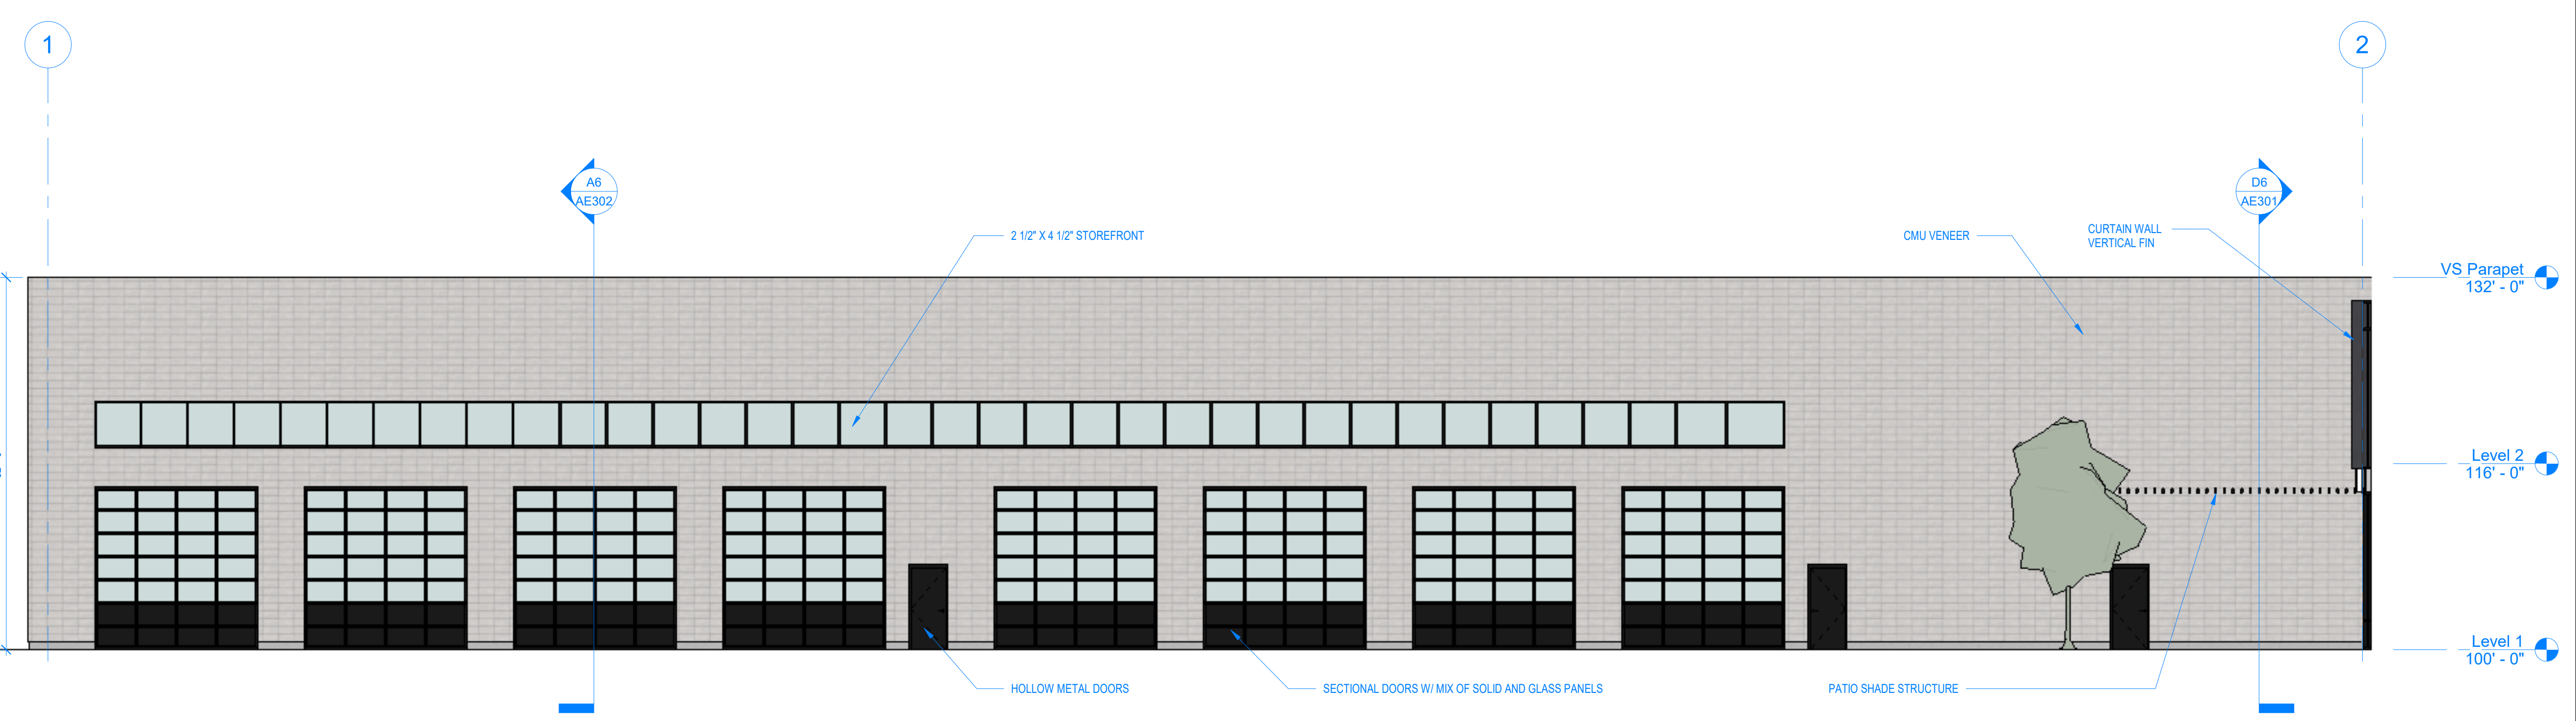 1
2
A6
AE302
D6
AE301
2 1/2" X 4 1/2" STOREFRONT
CMU VENEER
CURTAIN WALL
VERTICAL FIN
VS Parapet
132' - 0"
Level 2
116' - 0"
Level 1
100' - 0"
HOLLOW METAL DOORS
SECTIONAL DOORS W/ MIX OF SOLID AND GLASS PANELS
PATIO SHADE STRUCTURE